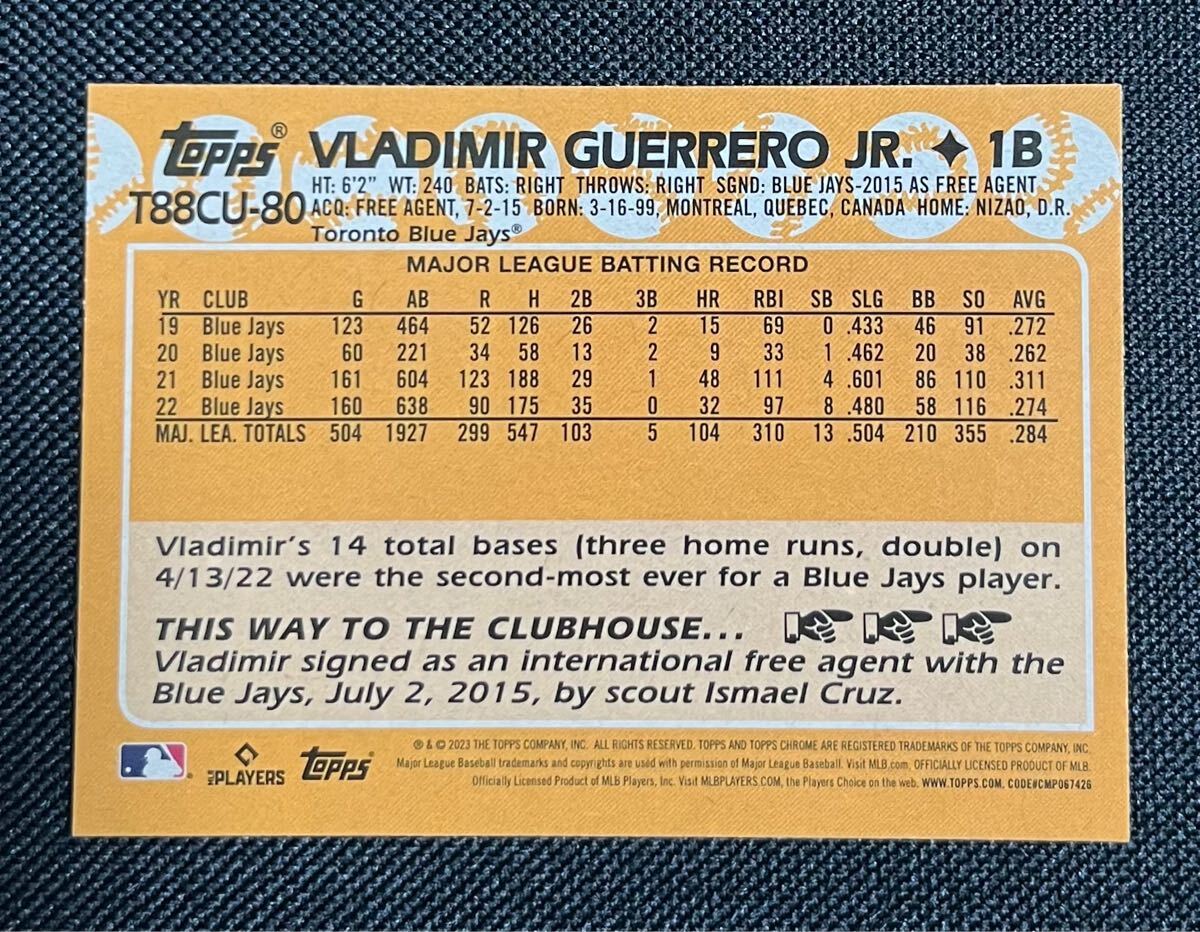 Topps® VLADIMIR GUERRERO JR. ✦ 1B
T88CU-80
HT: 6'2" WT: 240 BATS: RIGHT THROWS: RIGHT SGND: BLUE JAYS-2015 AS FREE AGENT
ACQ: FREE AGENT, 7-2-15 BORN: 3-16-99, MONTREAL, QUEBEC, CANADA HOME: NIZAO, D.R.
Toronto Blue Jays®
MAJOR LEAGUE BATTING RECORD
YR CLUB G AB R H 2B 3B HR RBI SB SLG BB SO AVG
19 Blue Jays 123 464 52 126 26 2 15 69 0 .433 46 91 .272
20 Blue Jays 60 221 34 58 13 2 9 33 1 .462 20 38 .262
21 Blue Jays 161 604 123 188 29 1 48 111 4 .601 86 110 .311
22 Blue Jays 160 638 90 175 35 0 32 97 8 .480 58 116 .274
MAJ. LEA. TOTALS 504 1927 299 547 103 5 104 310 13 .504 210 355 .284
Vladimir's 14 total bases (three home runs, double) on
4/13/22 were the second-most ever for a Blue Jays player.
THIS WAY TO THE CLUBHOUSE...
Vladimir signed as an international free agent with the
Blue Jays, July 2, 2015, by scout Ismael Cruz.
MLB PLAYERS Topps
® & © 2023 THE TOPPS COMPANY, INC. ALL RIGHTS RESERVED. TOPPS AND TOPPS CHROME ARE REGISTERED TRADEMARKS OF THE TOPPS COMPANY, INC.
Major League Baseball trademarks and copyrights are used with permission of Major League Baseball. Visit MLB.com. OFFICIALLY LICENSED PRODUCT OF MLB.
Officially Licensed Product of MLB Players, Inc. Visit MLBPLAYERS.COM, the Players Choice on the web. WWW.TOPPS.COM. CODE#CMP067426